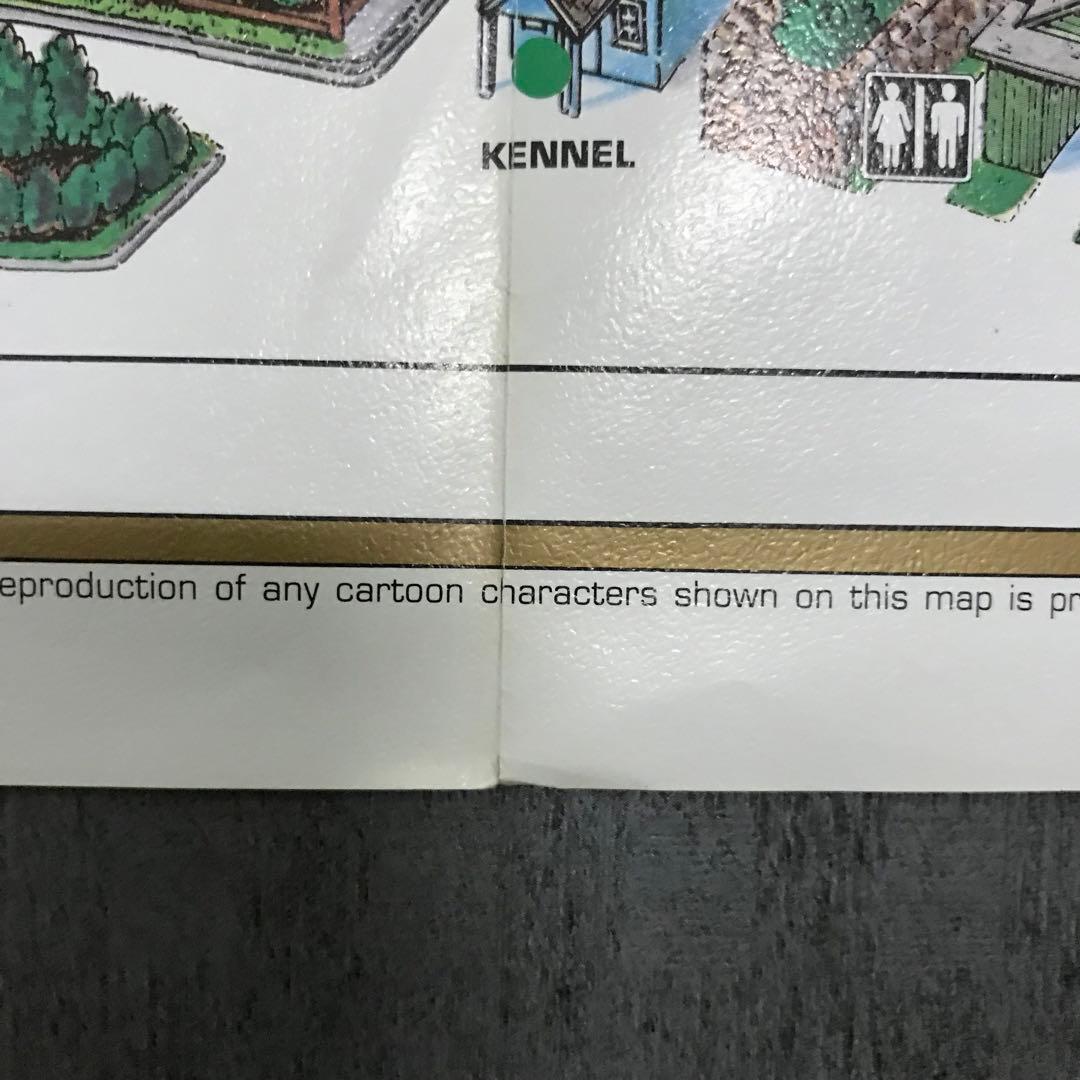 KENNEL
eproduction of any cartoon characters shown on this map is pr